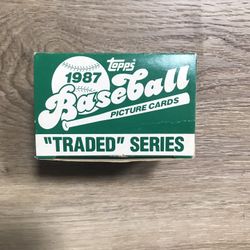 Topps
1987
Baseball
PICTURE CARDS
"TRADED" SERIES